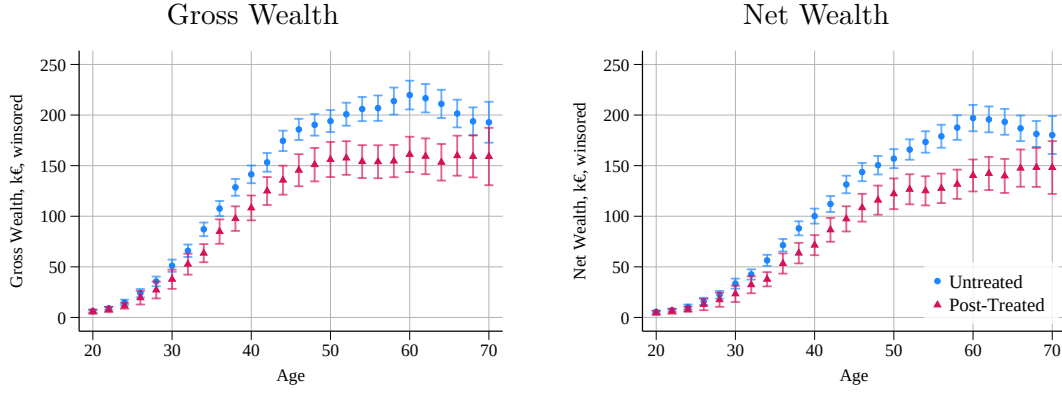 Gross Wealth
Gross Wealth, k€, winsored
250
200
150
100
50
0
20 30 40 50 60 70
Age
Net Wealth
Net Wealth, k€, winsored
250
200
150
100
50
0
20 30 40 50 60 70
Age
Untreated
Post-Treated